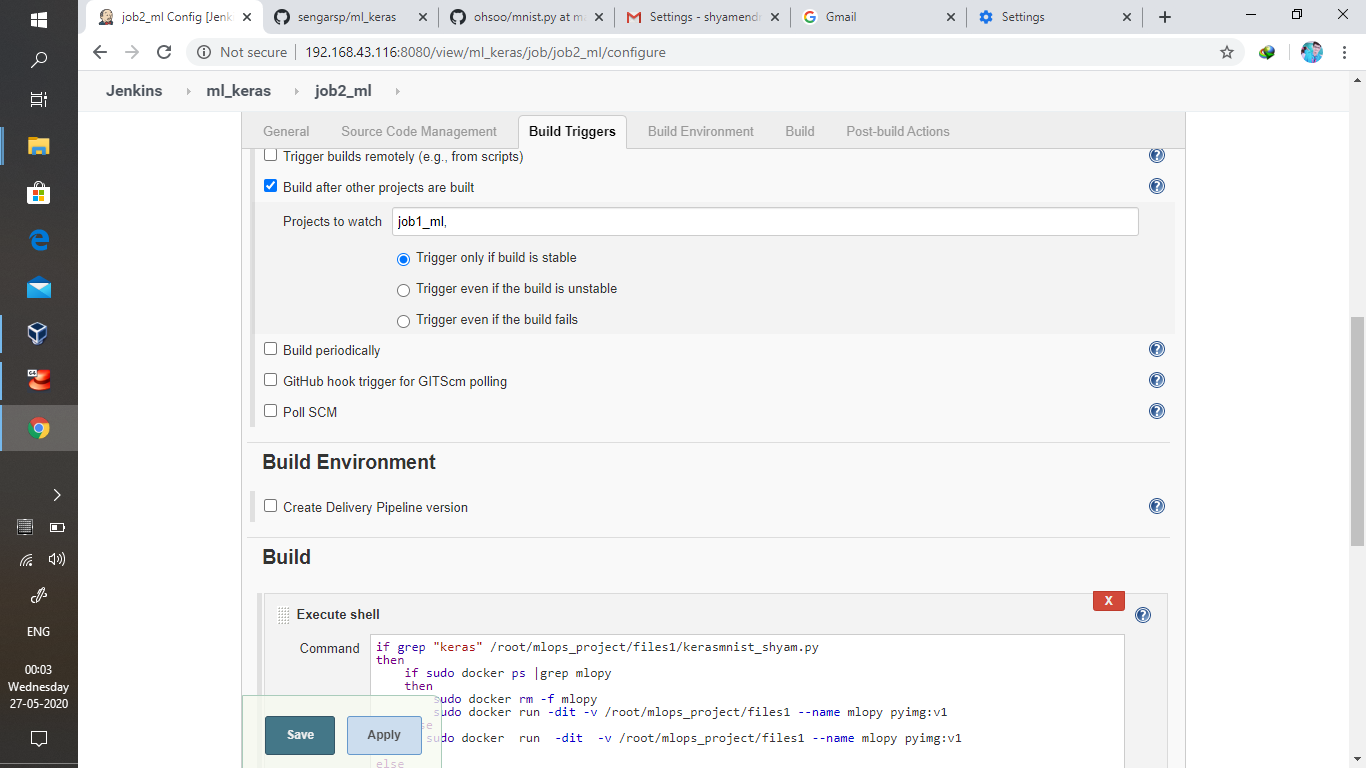 job2_ml Config [Jenk
sengarsp/ml_keras
ohsoo/mnist.py at m
Settings - shyamend
Gmail
Settings
Not secure
192.168.43.116:8080/view/ml_keras/job/job2_ml/configure
Jenkins
ml_keras
job2_ml
General
Source Code Management
Build Triggers
Build Environment
Build
Post-build Actions
Trigger builds remotely (e.g., from scripts)
Build after other projects are built
Projects to watch
job1_ml,
Trigger only if build is stable
Trigger even if the build is unstable
Trigger even if the build fails
Build periodically
GitHub hook trigger for GITScm polling
Poll SCM
Build Environment
Create Delivery Pipeline version
Build
X
Execute shell
Command
if grep "keras" /root/mlops_project/files1/kerasmnist_shyam.py
then
if sudo docker ps |grep mlopy
then
sudo docker rm -f mlopy
sudo docker run -dit -v /root/mlops_project/files1 --name mlopy pyimg:v1
se
sudo docker  run  -dit  -v /root/mlops_project/files1 --name mlopy pyimg:v1
else
Save
Apply
64
ENG
00:03
Wednesday
27-05-2020